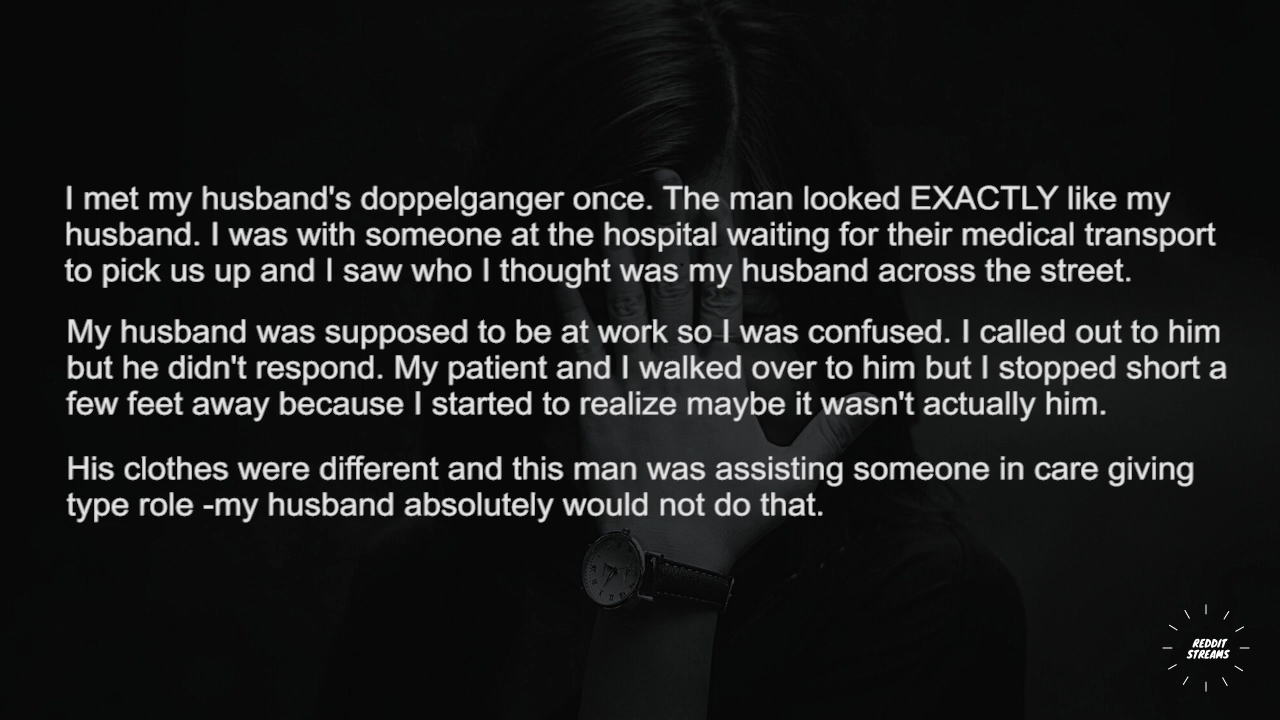 I met my husband's doppelganger once. The man looked EXACTLY like my
husband. I was with someone at the hospital waiting for their medical transport
to pick us up and I saw who I thought was my husband across the street.
My husband was supposed to be at work so I was confused. I called out to him
but he didn't respond. My patient and I walked over to him but I stopped short a
few feet away because I started to realize maybe it wasn't actually him.
His clothes were different and this man was assisting someone in care giving
type role -my husband absolutely would not do that.
REDDIT
STREAMS